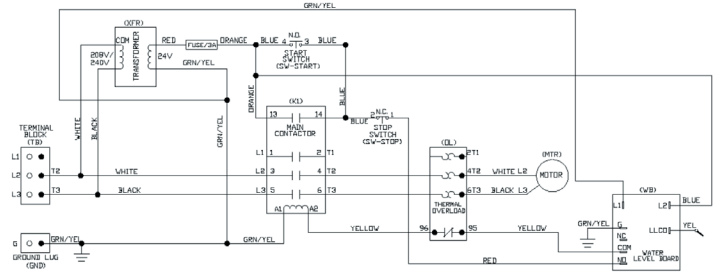 GRN/YEL
(XFR)
COM
208V/
240V
TRANSFORMER
24V
RED
FUSE/3A
ORANGE
GRN/YEL
BLUE 4 N.O. 3 BLUE
START
SWITCH
(SW-START)
ORANGE
BLUE
WHITE
BLACK
GRN/YEL
(K1)
13 14
MAIN
CONTACTOR
BLUE 2 N.C. 1
STOP
SWITCH
(SW-STOP)
TERMINAL
BLOCK
(TB)
L1
L2 T2 WHITE
L3 T3 BLACK
L1 1 2 T1
L2 3 4 T2
L3 5 6 T3
A1 A2
(OL)
2T1
4T2 WHITE L2
6T3 BLACK L3
THERMAL
OVERLOAD
96 95
(MTR)
MOTOR
YELLOW
YELLOW
RED
G GRN/YEL
GROUND LUG
(GND)
GRN/YEL
(WB)
L1 L2 BLUE
GRN/YEL G
NC
COM
NO
LLCO YEL
WATER
LEVEL BOARD